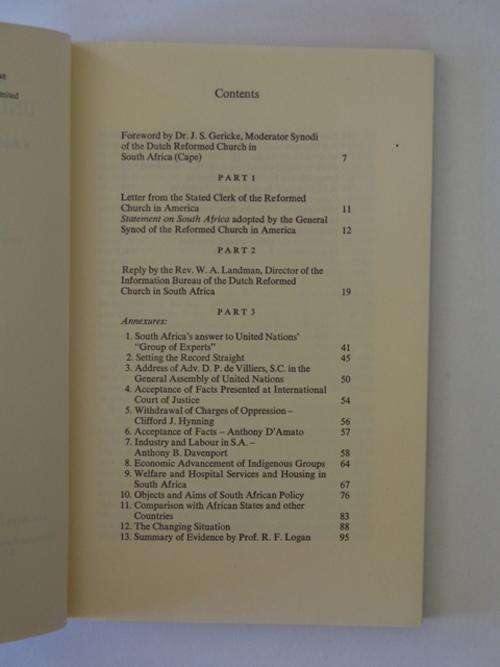 Contents
Foreword by Dr. J. S. Gericke, Moderator Synodi
of the Dutch Reformed Church in
South Africa (Cape) 7
PART 1
Letter from the Stated Clerk of the Reformed
Church in America 11
Statement on South Africa adopted by the General
Synod of the Reformed Church in America 12
PART 2
Reply by the Rev. W. A. Landman, Director of the
Information Bureau of the Dutch Reformed
Church in South Africa 19
PART 3
Annexures:
1. South Africa's answer to United Nations'
"Group of Experts" 41
2. Setting the Record Straight 45
3. Address of Adv. D. P. de Villiers, S.C. in the
General Assembly of United Nations 50
4. Acceptance of Facts Presented at International
Court of Justice 54
5. Withdrawal of Charges of Oppression –
Clifford J. Hynning 56
6. Acceptance of Facts – Anthony D'Amato 57
7. Industry and Labour in S.A. –
Anthony B. Davenport 58
8. Economic Advancement of Indigenous Groups 64
9. Welfare and Hospital Services and Housing in
South Africa 67
10. Objects and Aims of South African Policy 76
11. Comparison with African States and other
Countries 83
12. The Changing Situation 88
13. Summary of Evidence by Prof. R. F. Logan 95